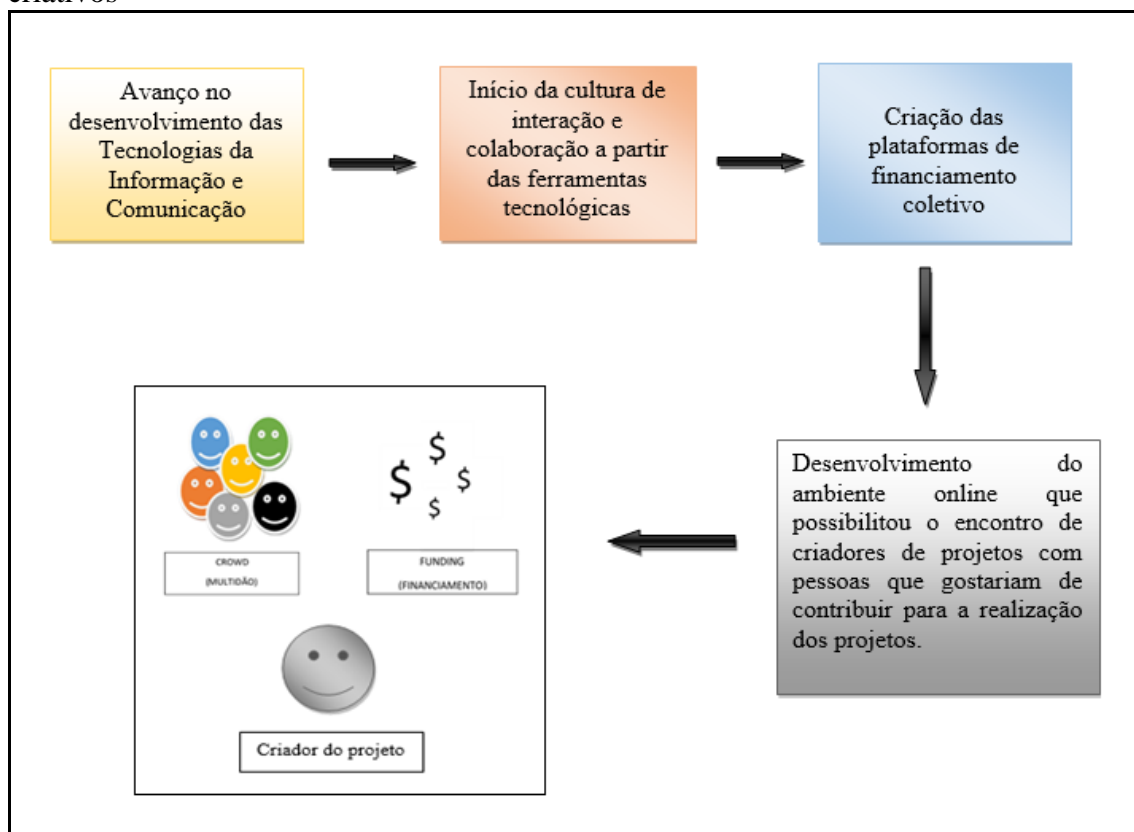 criativos
Avanço no
desenvolvimento das
Tecnologias da
Informação e
Comunicação
Início da cultura de
interação e
colaboração a partir
das ferramentas
tecnológicas
Criação das
plataformas de
financiamento
coletivo
Desenvolvimento do
ambiente online que
possibilitou o encontro de
criadores de projetos com
pessoas que gostariam de
contribuir para a realização
dos projetos.
$ $ $ $
CROWD
(MULTIDÃO)
FUNDING
(FINANCIAMENTO)
Criador do projeto